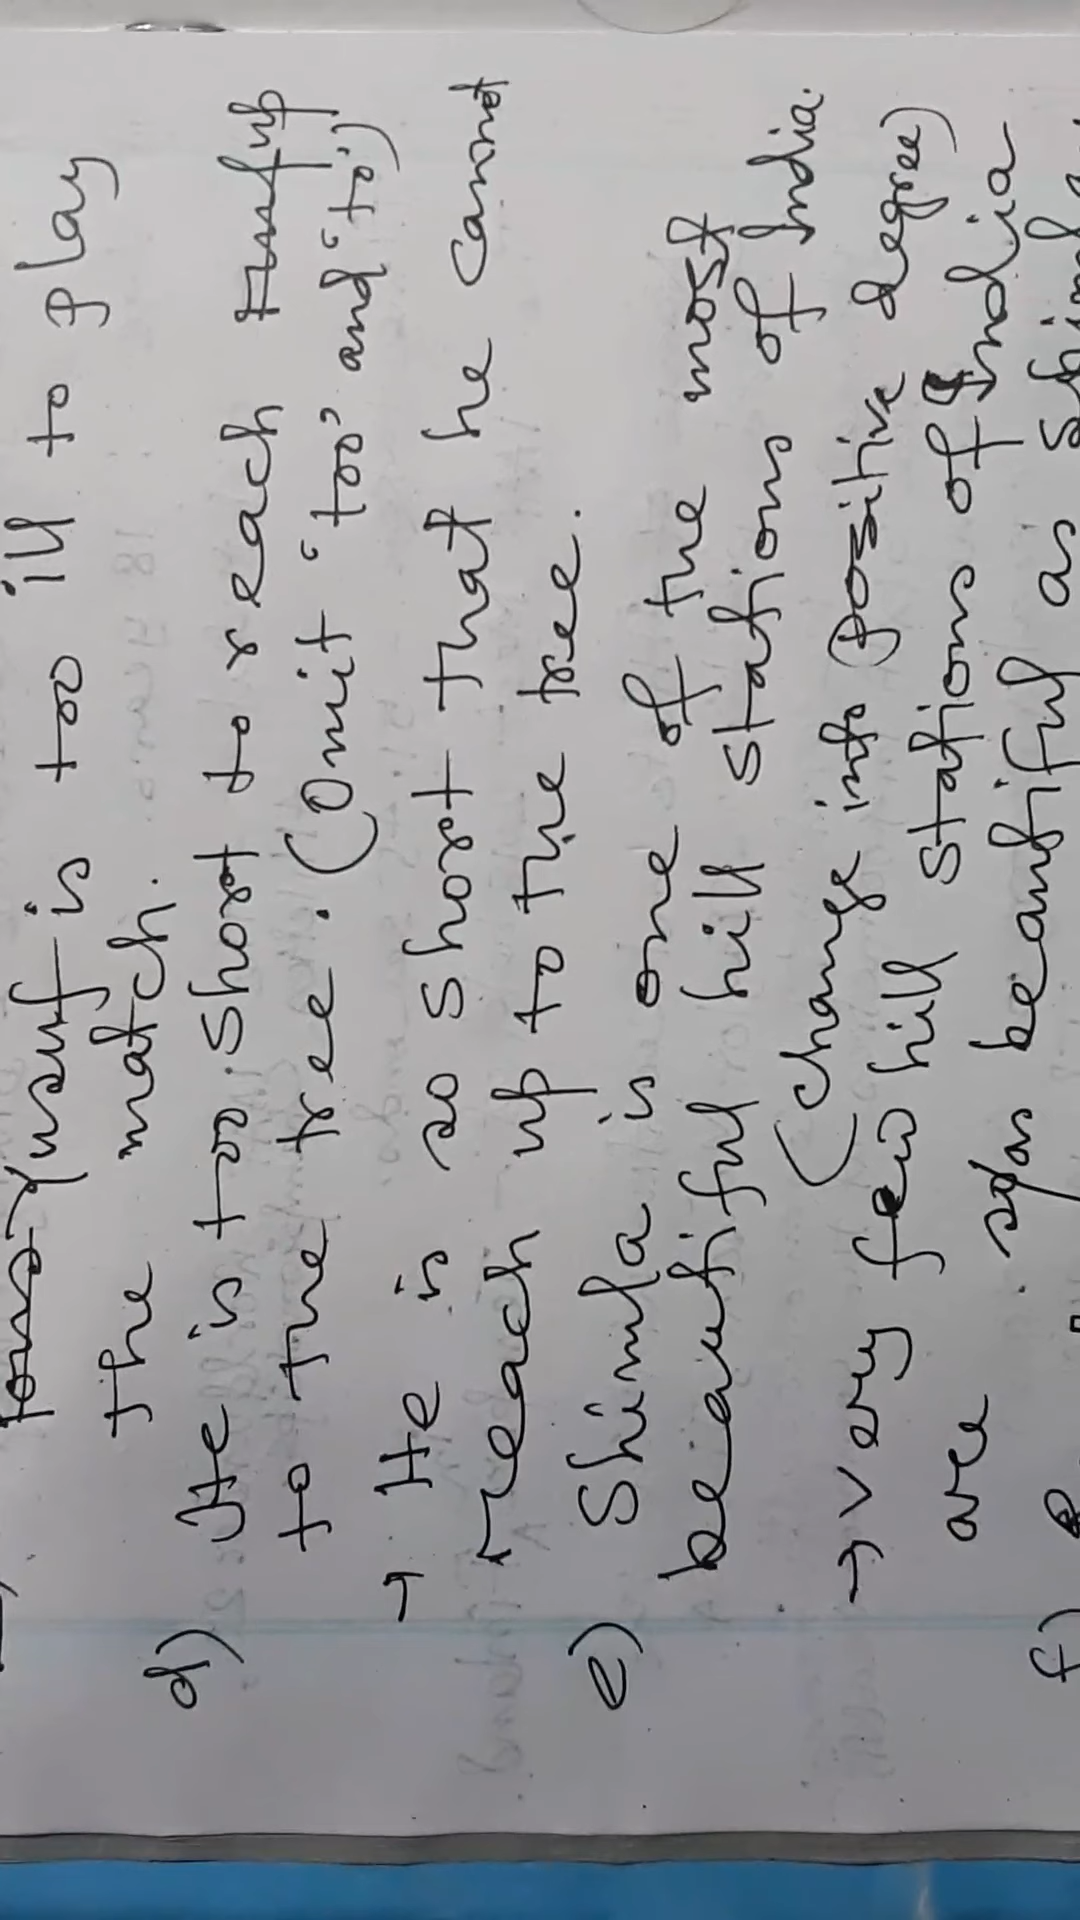 Yusuf is too ill to play
the match.
d) He is too short to reach up
to the tree. (Omit 'too' and 'to')
→ He is so short that he cannot
reach up to the tree.
e) Shimla is one of the most
beautiful hill stations of India.
(Change into positive degree)
→ very few hill stations of India
are so as beautiful as Shimla.
f)